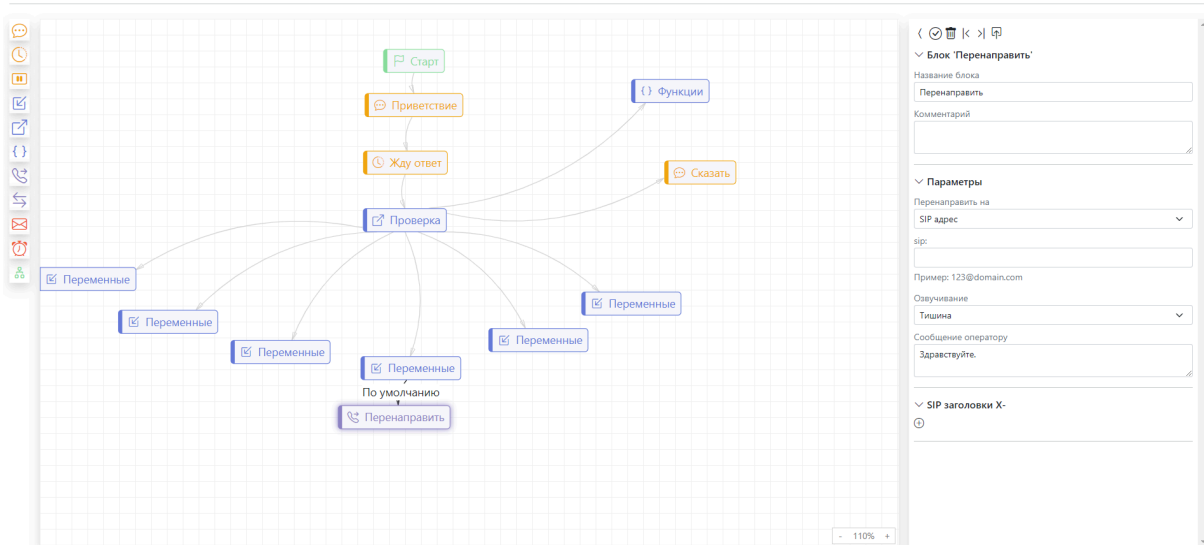 Старт
Приветствие
{ } Функции
Жду ответ
Сказать
Проверка
Переменные
Переменные
Переменные
Переменные
Переменные
Переменные
По умолчанию
Перенаправить
- 110% +
Блок 'Перенаправить'
Название блока
Перенаправить
Комментарий
Параметры
Перенаправить на
SIP адрес
sip:
Пример: 123@domain.com
Озвучивание
Тишина
Сообщение оператору
Здравствуйте.
SIP заголовки X-